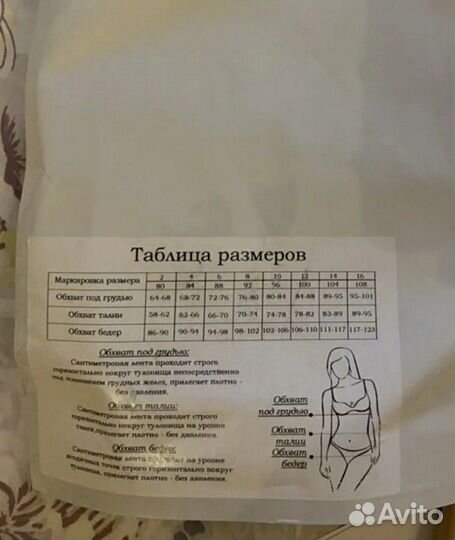 Таблица размеров
Маркировка размера 2 4 6 8 10 12 14 16
80 84 88 92 96 100 104 108
Обхват под грудью 64-68 68-72 72-76 76-80 80-84 84-88 89-95 95-101
Обхват талии 58-62 62-66 66-70 70-74 74-78 78-82 83-89 89-95
Обхват бедер 86-90 90-94 94-98 98-102 102-106 106-110 111-117 117-123
Обхват под грудью:
Сантиметровая лента проходит строго
горизонтально вокруг туловища непосредственно
под основанием грудных желез, прилегает плотно -
без давления.
Обхват талии:
Сантиметровая лента проходит строго
горизонтально вокруг туловища на уровне
талии, прилегает плотно - без давления.
Обхват бедер:
Сантиметровая лента проходит на уровне
ягодичных точек строго горизонтально вокруг
туловища, прилегает плотно - без давления.
Обхват
под грудью
Обхват
талии
Обхват
бедер
Avito